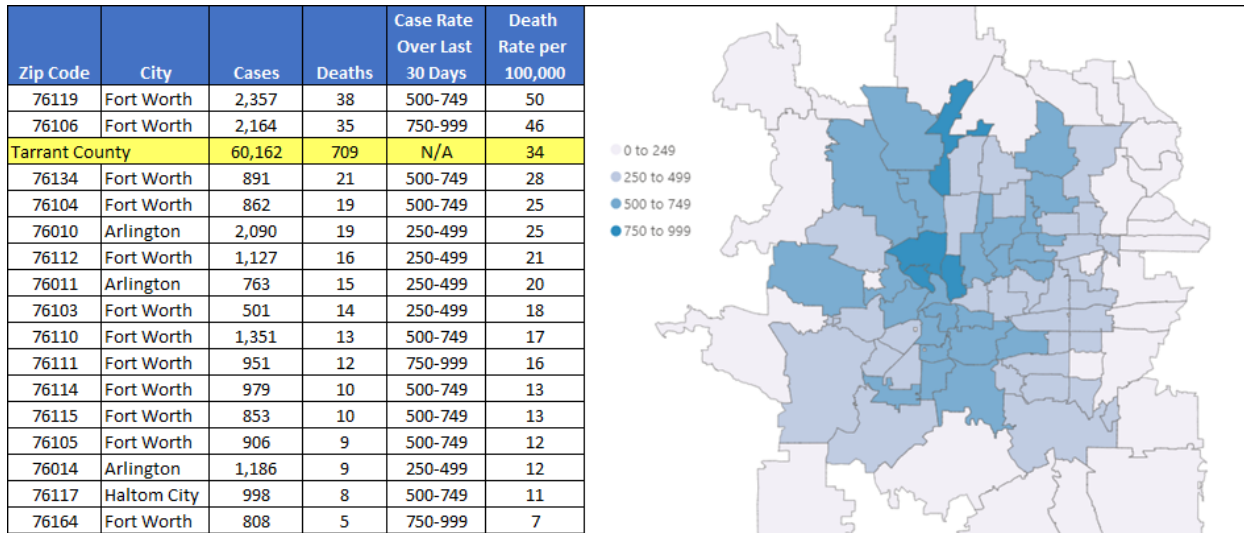 Zip Code City Cases Deaths Case Rate Over Last 30 Days Death Rate per 100,000
76119 Fort Worth 2,357 38 500-749 50
76106 Fort Worth 2,164 35 750-999 46
Tarrant County 60,162 709 N/A 34
76134 Fort Worth 891 21 500-749 28
76104 Fort Worth 862 19 500-749 25
76010 Arlington 2,090 19 250-499 25
76112 Fort Worth 1,127 16 250-499 21
76011 Arlington 763 15 250-499 20
76103 Fort Worth 501 14 250-499 18
76110 Fort Worth 1,351 13 500-749 17
76111 Fort Worth 951 12 750-999 16
76114 Fort Worth 979 10 500-749 13
76115 Fort Worth 853 10 500-749 13
76105 Fort Worth 906 9 500-749 12
76014 Arlington 1,186 9 250-499 12
76117 Haltom City 998 8 500-749 11
76164 Fort Worth 808 5 750-999 7
0 to 249
250 to 499
500 to 749
750 to 999